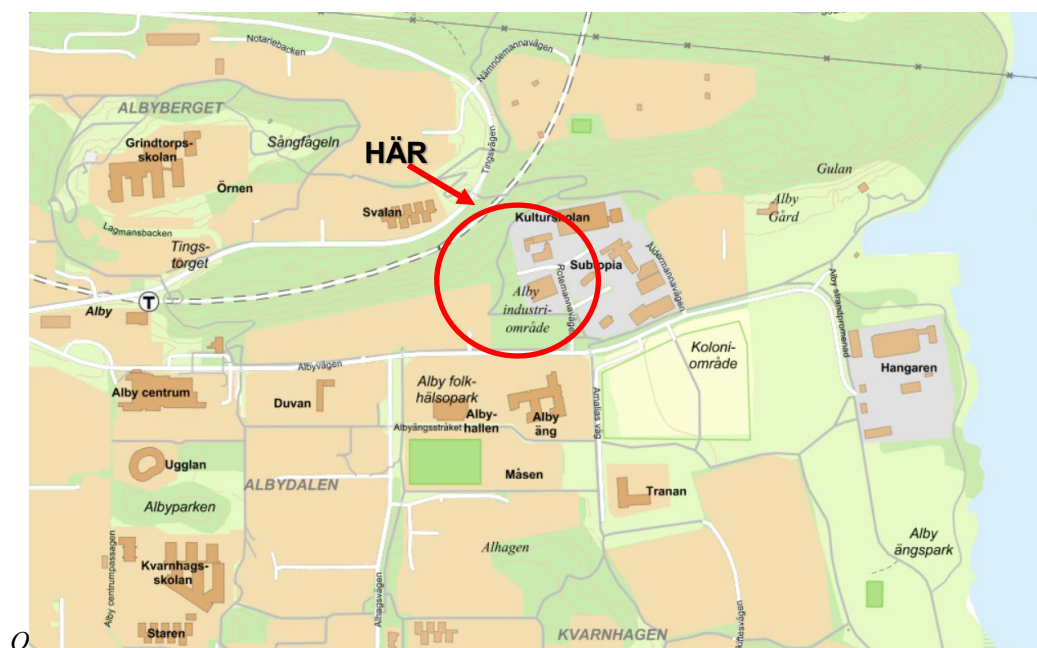 Notariebacken
Nämndemannavägen
ALBYBERGET
Grindtorps-
skolan
Sångfågeln
HÄR
Tingsvägen
Örnen
Svalan
Gulan
Alby
Gård
Lagmansbacken
Tings-
torget
Kulturskolan
Subtopia
Rotemannavägen
Åldermannavägen
Alby
industri-
område
Alby strandpromenad
T
Alby
Albyvägen
Koloni-
område
Hangaren
Alby centrum
Duvan
Alby folk-
hälsopark
Alby-
hallen
Alby
äng
Amalias väg
Albyängsstråket
Ugglan
ALBYDALEN
Måsen
Tranan
Albyparken
Alby centrumpassagen
Kvarnhags-
skolan
Alhagsvägen
Alhagen
Alby
ängspark
Staren
KVARNHAGEN
O